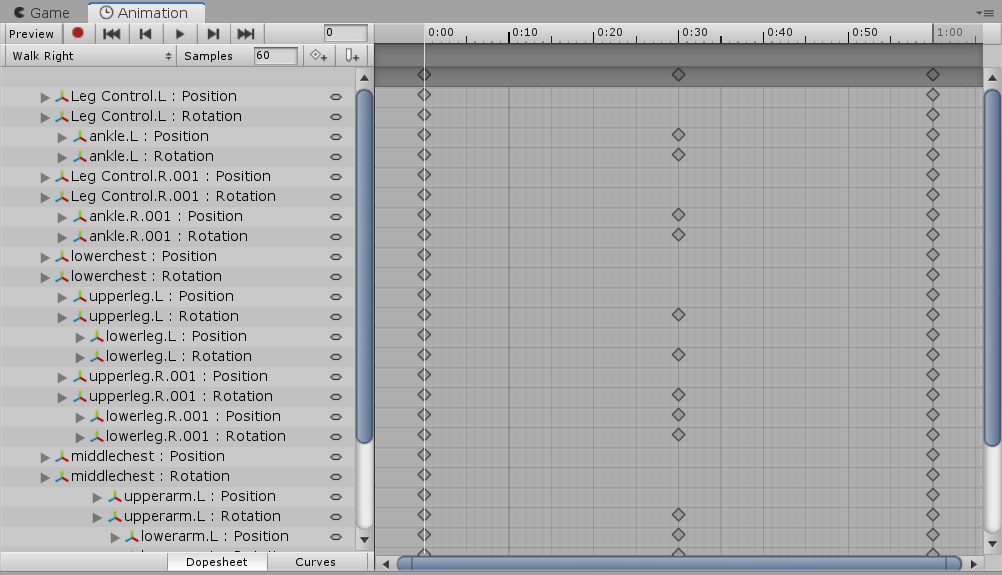 Game Animation
Preview 0 0:00 0:10 0:20 0:30 0:40 0:50 1:00
Walk Right Samples 60
Leg Control.L : Position
Leg Control.L : Rotation
ankle.L : Position
ankle.L : Rotation
Leg Control.R.001 : Position
Leg Control.R.001 : Rotation
ankle.R.001 : Position
ankle.R.001 : Rotation
lowerchest : Position
lowerchest : Rotation
upperleg.L : Position
upperleg.L : Rotation
lowerleg.L : Position
lowerleg.L : Rotation
upperleg.R.001 : Position
upperleg.R.001 : Rotation
lowerleg.R.001 : Position
lowerleg.R.001 : Rotation
middlechest : Position
middlechest : Rotation
upperarm.L : Position
upperarm.L : Rotation
lowerarm.L : Position
Dopesheet Curves